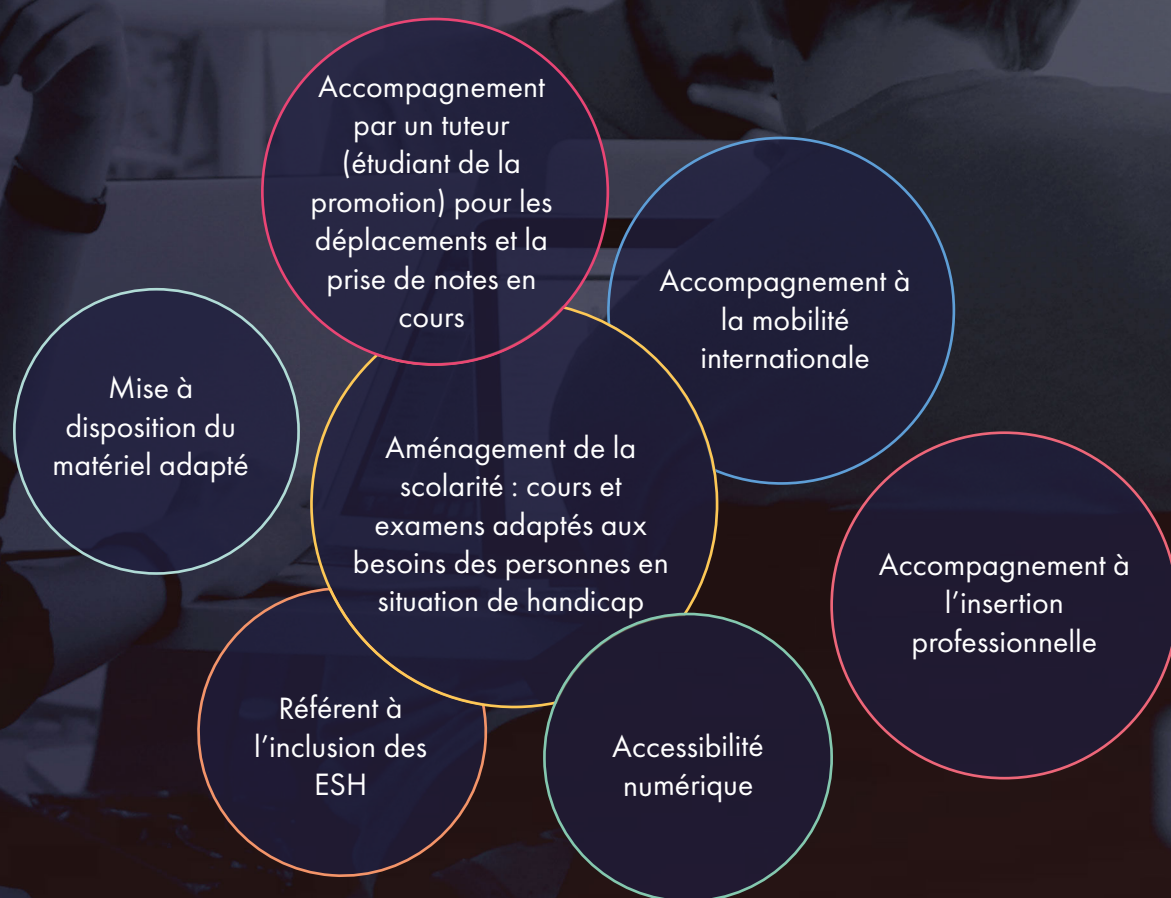 Accompagnement
par un tuteur
(étudiant de la
promotion) pour les
déplacements et la
prise de notes en
cours
Accompagnement à
la mobilité
internationale
Mise à
disposition du
matériel adapté
Aménagement de la
scolarité : cours et
examens adaptés aux
besoins des personnes en
situation de handicap
Accompagnement à
l’insertion
professionnelle
Référent à
l’inclusion des
ESH
Accessibilité
numérique